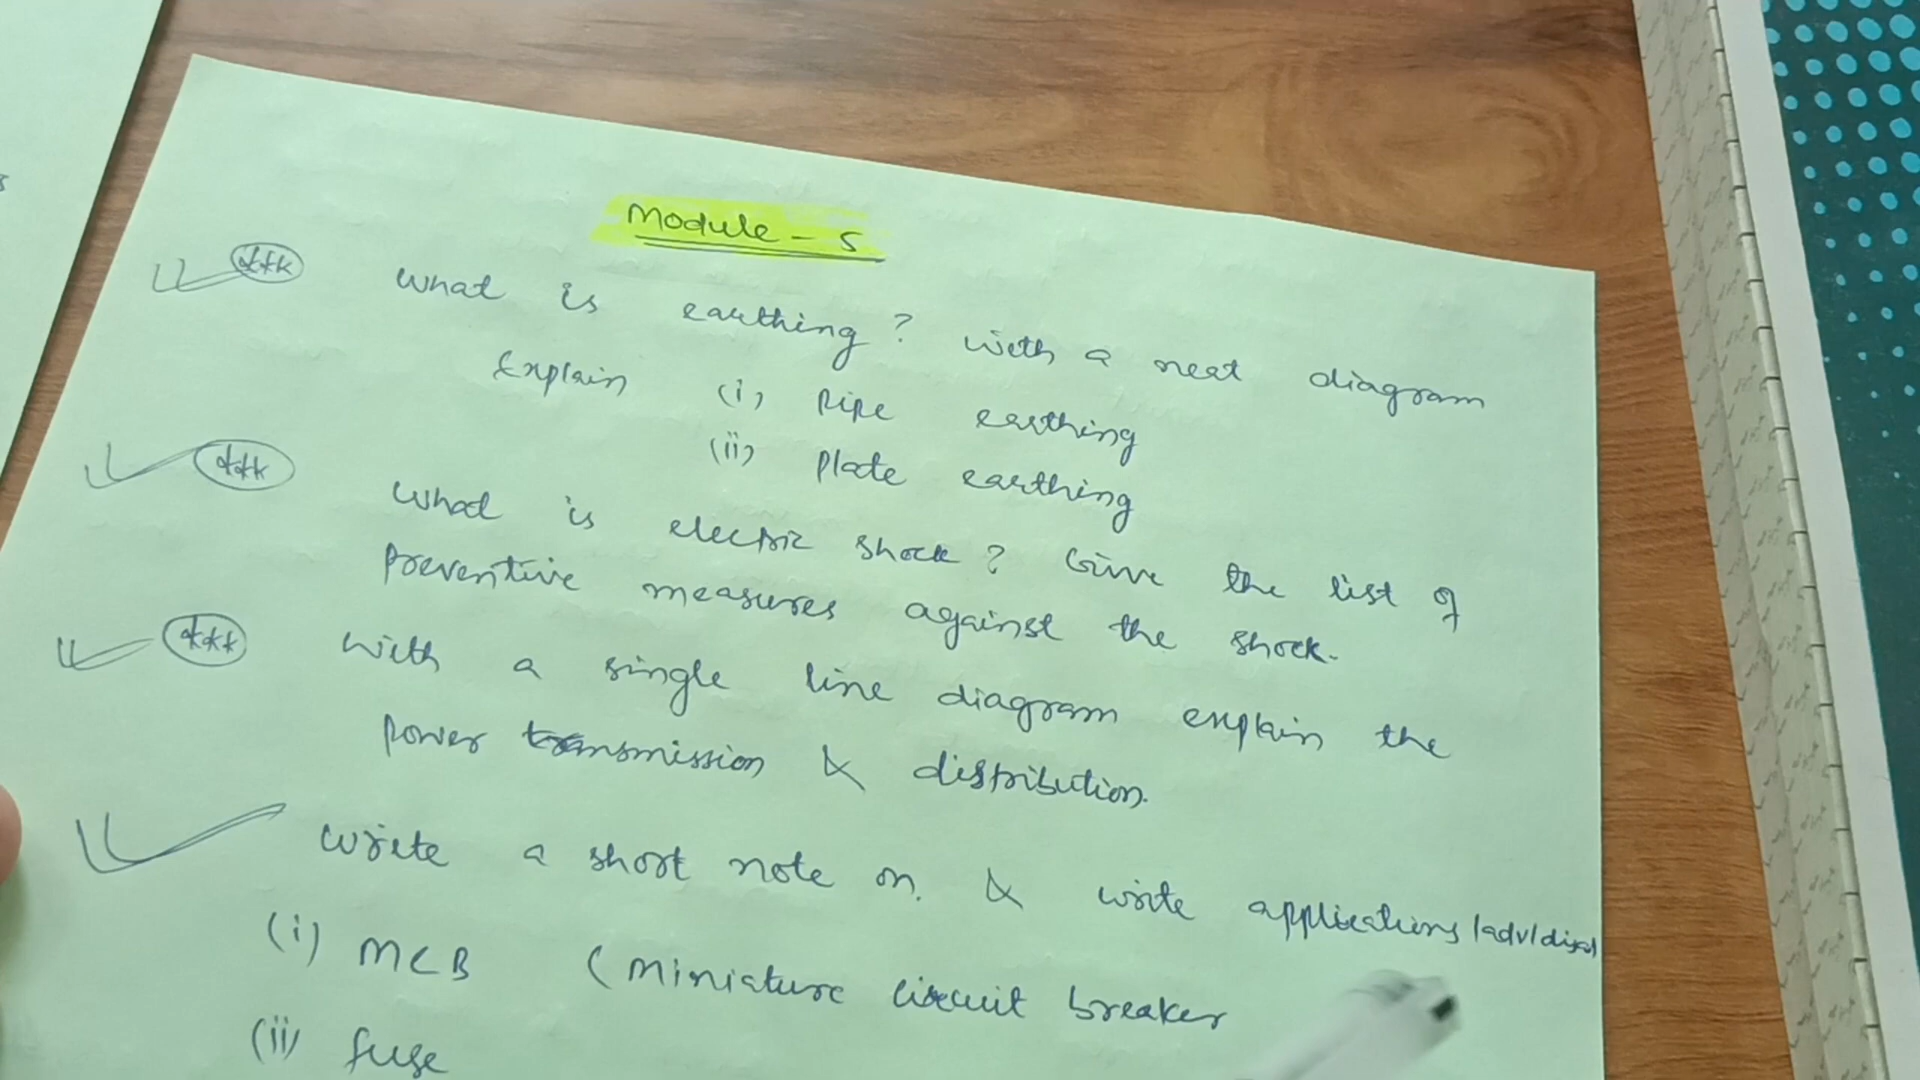 Module - 5
*** What is earthing? With a neat diagram
Explain (i) Pipe earthing
(ii) Plate earthing
*** What is electric shock? Give the list of
Preventive measures against the shock.
*** With a single line diagram explain the
Power transmission & distribution.
Write a short note on. & write applications/adv/disad
(i) MCB (Miniature circuit breaker
(ii) fuse